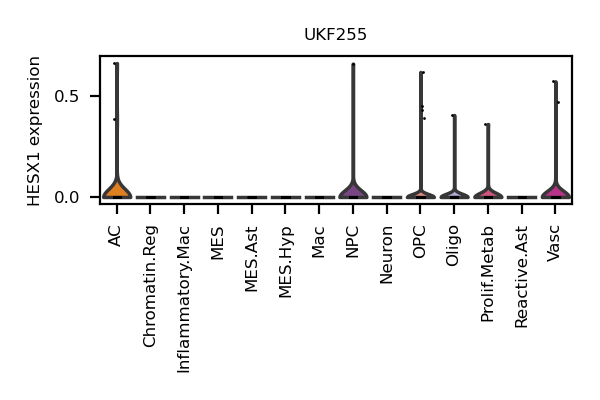 UKF255
HESX1 expression
0.5
0.0
AC
Chromatin.Reg
Inflammatory.Mac
MES
MES.Ast
MES.Hyp
Mac
NPC
Neuron
OPC
Oligo
Prolif.Metab
Reactive.Ast
Vasc